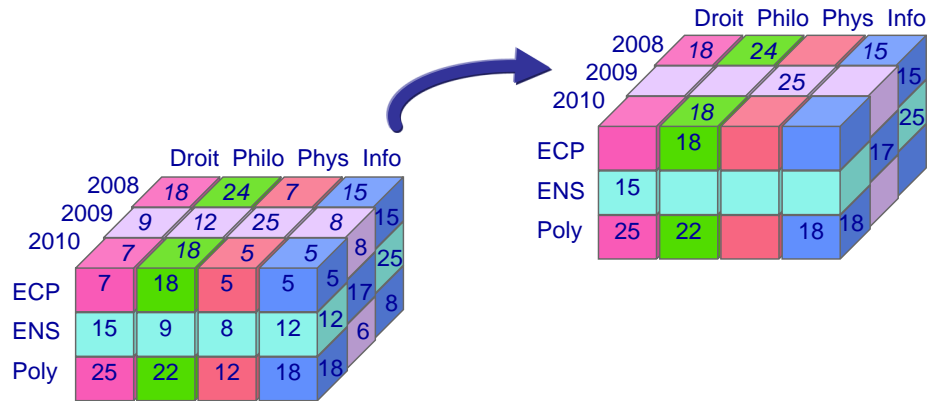 Droit Philo Phys Info
2008 18 24 15
2009 25 15
2010 18 25
ECP 18 17
ENS 15
Poly 25 22 18 18
Droit Philo Phys Info
2008 18 24 7 15
2009 9 12 25 8 15
2010 7 18 5 5 8 25
ECP 7 18 5 5 5 17 8
ENS 15 9 8 12 12 6
Poly 25 22 12 18 18